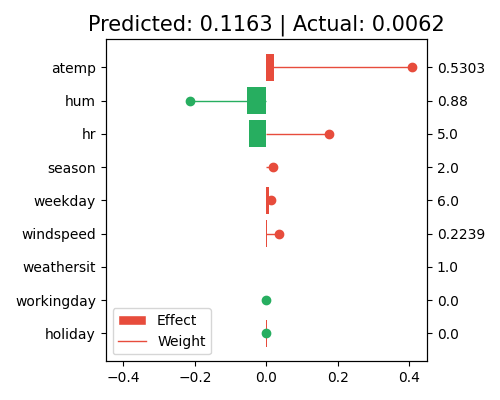 Predicted: 0.1163 | Actual: 0.0062
atemp 0.5303
hum 0.88
hr 5.0
season 2.0
weekday 6.0
windspeed 0.2239
weathersit 1.0
workingday 0.0
holiday 0.0
Effect
Weight
−0.4 −0.2 0.0 0.2 0.4